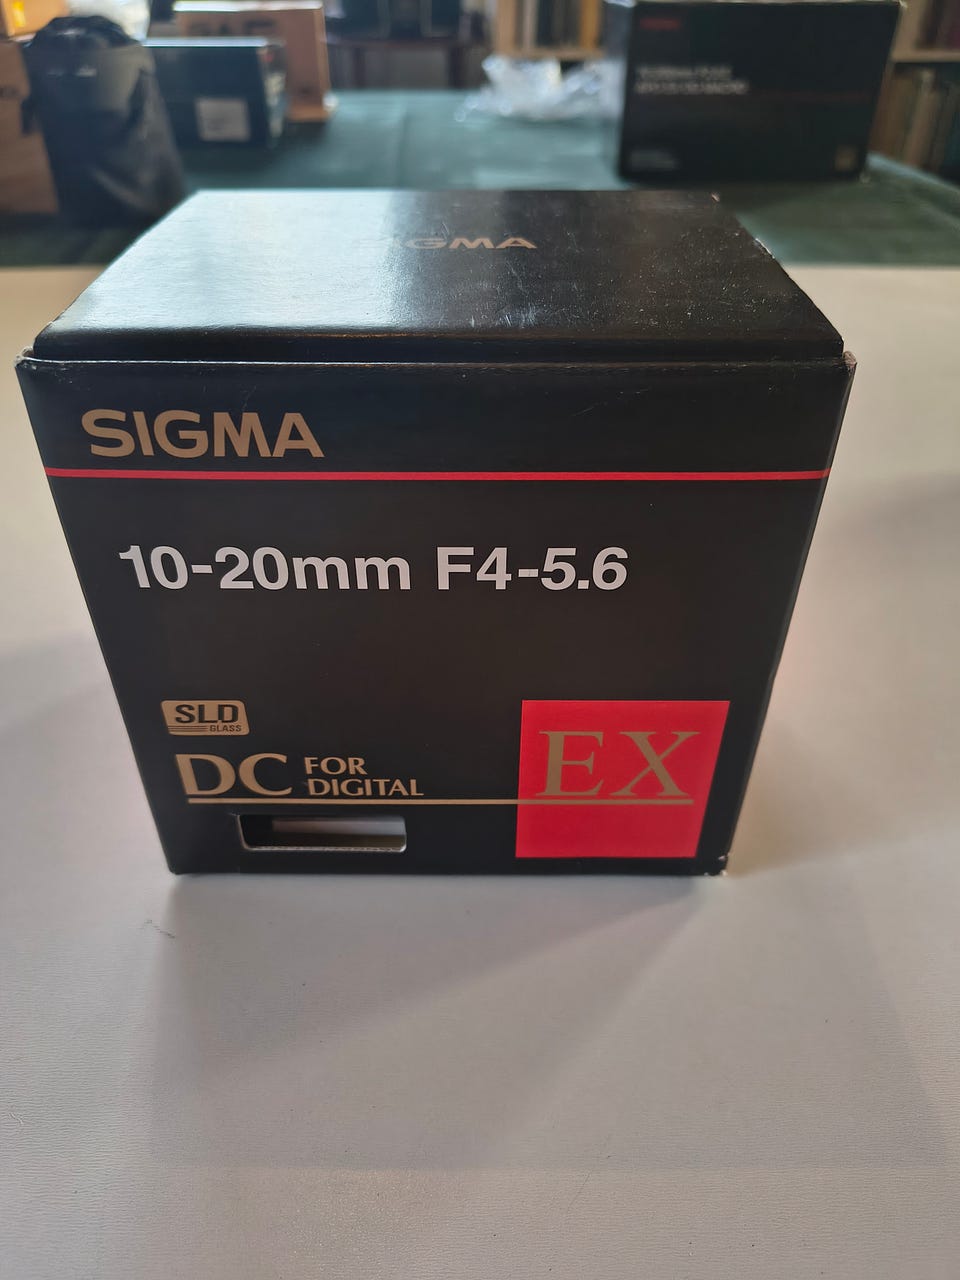 SIGMA
SIGMA
10-20mm F4-5.6
SLD
GLASS
DC FOR
DIGITAL
EX